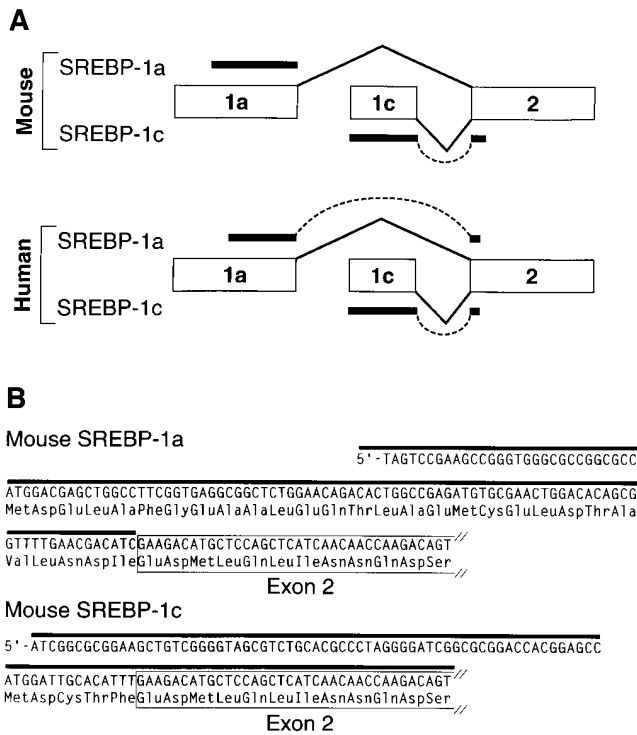 A
Mouse
SREBP-1a
1a
1c
2
SREBP-1c
Human
SREBP-1a
1a
1c
2
SREBP-1c
B
Mouse SREBP-1a
5'-TAGTCCGAAGCCGGGTGGGCGCCGGCGCC
ATGGACGAGCTGGCCTTCGGTGAGGCGGCTCTGGAACAGACACTGGCCGAGATGTGCGAACTGGACACAGCG
MetAspGluLeuAlaPheGlyGluAlaAlaLeuGluGlnThrLeuAlaGluMetCysGluLeuAspThrAla
GTTTTGAACGACATCGAAGACATGCTCCAGCTCATCAACAACCAAGACAGT
ValLeuAsnAspIleGluAspMetLeuGlnLeuIleAsnAsnGlnAspSer
Exon 2
Mouse SREBP-1c
5'-ATCGGCGCGGAAGCTGTCGGGGTAGCGTCTGCACGCCCTAGGGGATCGGCGCGGACCACGGAGCC
ATGGATTGCACATTTGAAGACATGCTCCAGCTCATCAACAACCAAGACAGT
MetAspCysThrPheGluAspMetLeuGlnLeuIleAsnAsnGlnAspSer
Exon 2